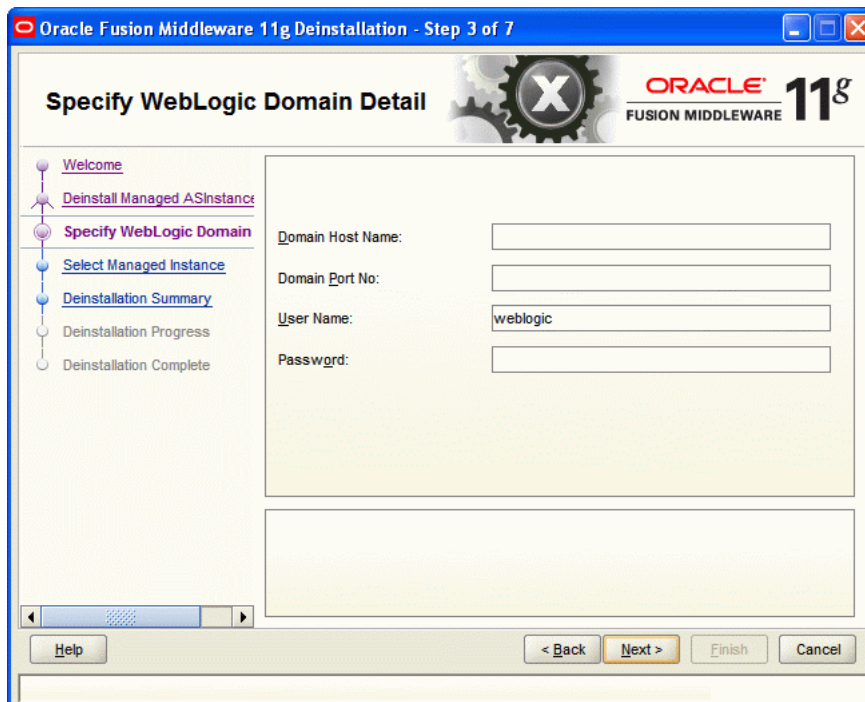 Oracle Fusion Middleware 11g Deinstallation - Step 3 of 7
Specify WebLogic Domain Detail
ORACLE
FUSION MIDDLEWARE 11g
Welcome
Deinstall Managed ASInstance
Specify WebLogic Domain
Select Managed Instance
Deinstallation Summary
Deinstallation Progress
Deinstallation Complete
Domain Host Name:
Domain Port No:
User Name: weblogic
Password:
Help < Back Next > Finish Cancel